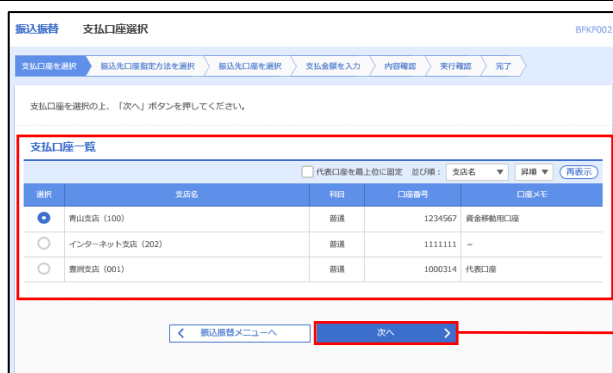 振込振替 支払口座選択 BFKF002
支払口座を選択 振込先口座指定方法を選択 振込先口座を選択 支払金額を入力 内容確認 実行確認 完了
支払口座を選択の上、「次へ」ボタンを押してください。
支払口座一覧
代表口座を最上位に固定 並び順： 支店名 ▼ 昇順 ▼ 再表示
選択 支店名 科目 口座番号 口座メモ
青山支店（100） 普通 1234567 資金移動用口座
インターネット支店（202） 普通 1111111 －
豊洲支店（001） 普通 1000314 代表口座
振込振替メニューへ 次へ